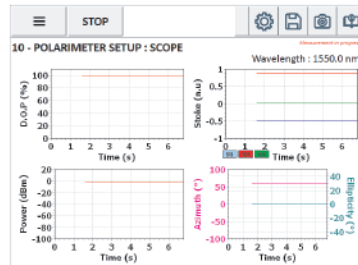 STOP
10 - POLARIMETER SETUP : SCOPE
Measurement in progress
Wavelength : 1550.0 nm
D.O.P (%)
100
80
60
40
20
0
0 1 2 3 4 5 6
Time (s)
Stoke (n.u)
1
0.5
0
-0.5
-1
0 1 2 3 4 5 6
Time (s)
Power (dBm)
20
0
-20
-40
-60
-80
-100
0 1 2 3 4 5 6
Time (s)
Azimuth (°)
100
50
0
-50
-100
0 1 2 3 4 5 6
Time (s)
Ellipticity (°)
40
20
0
-20
-40